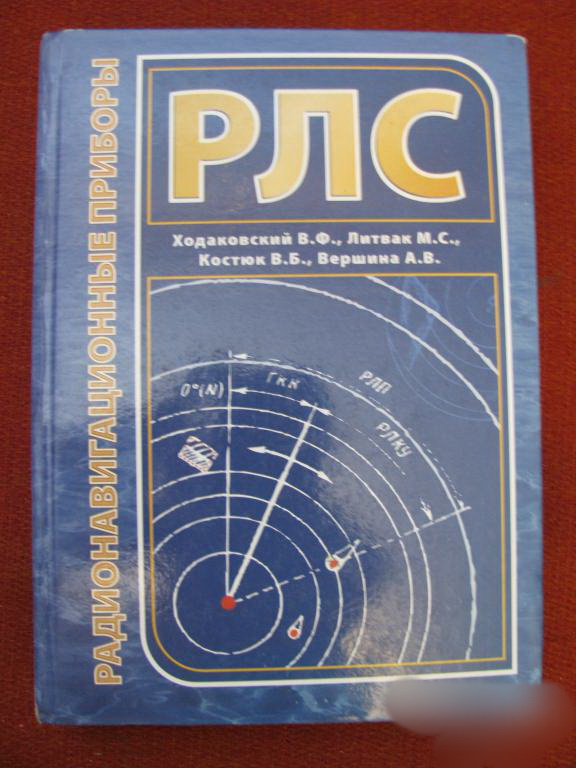 РАДИОНАВИГАЦИОННЫЕ ПРИБОРЫ
РЛС
Ходаковский В.Ф., Литвак М.С.,
Костюк В.Б., Вершина А.В.
0°(N)
ГКК
РЛП
РЛКУ